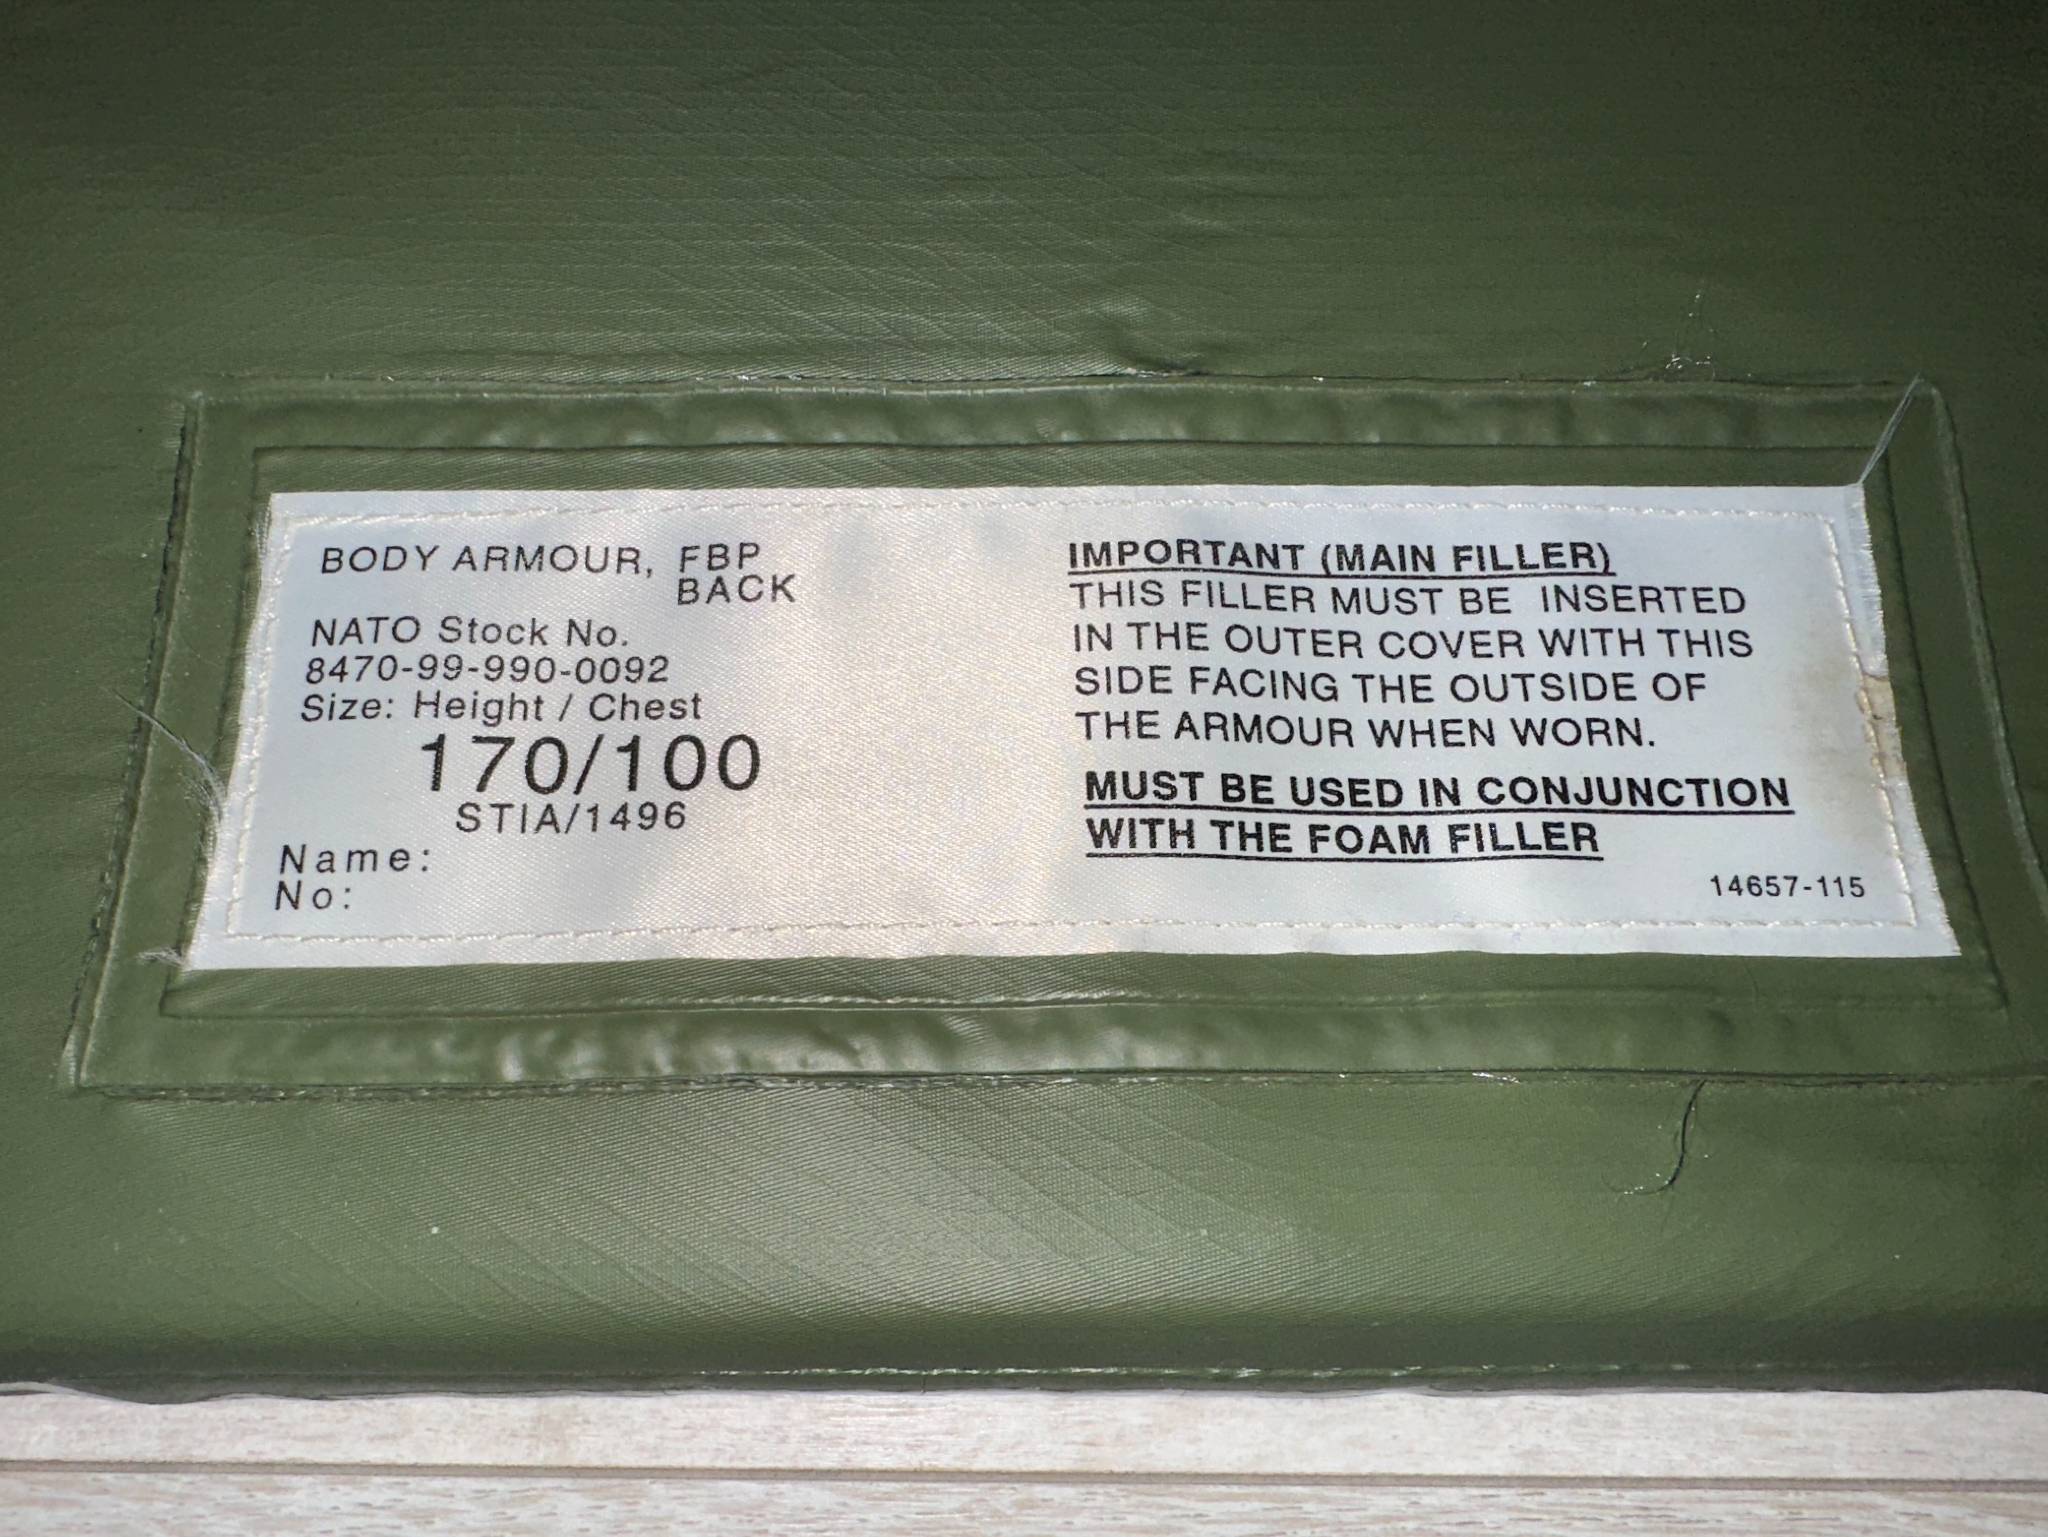 BODY ARMOUR, FBP
BACK
NATO Stock No.
8470-99-990-0092
Size: Height / Chest
170/100
STIA/1496
Name:
No:
IMPORTANT (MAIN FILLER)
THIS FILLER MUST BE INSERTED
IN THE OUTER COVER WITH THIS
SIDE FACING THE OUTSIDE OF
THE ARMOUR WHEN WORN.
MUST BE USED IN CONJUNCTION
WITH THE FOAM FILLER
14657-115